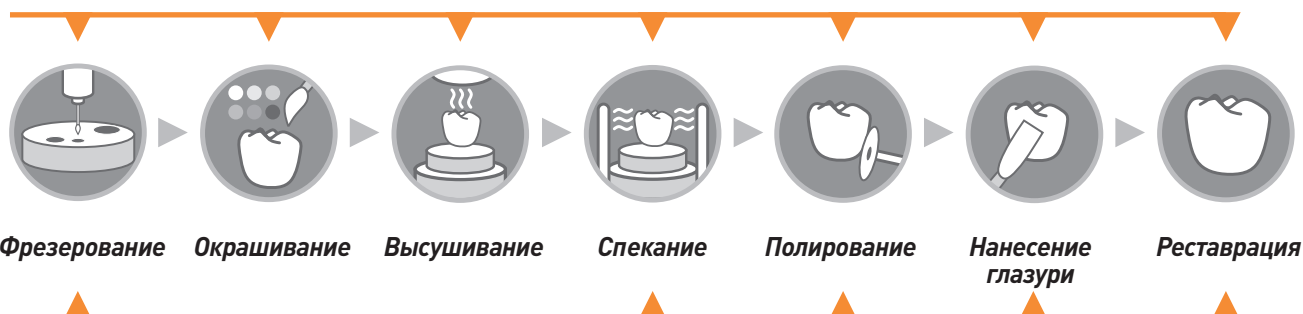 Фрезерование Окрашивание Высушивание Спекание Полирование Нанесение глазури Реставрация